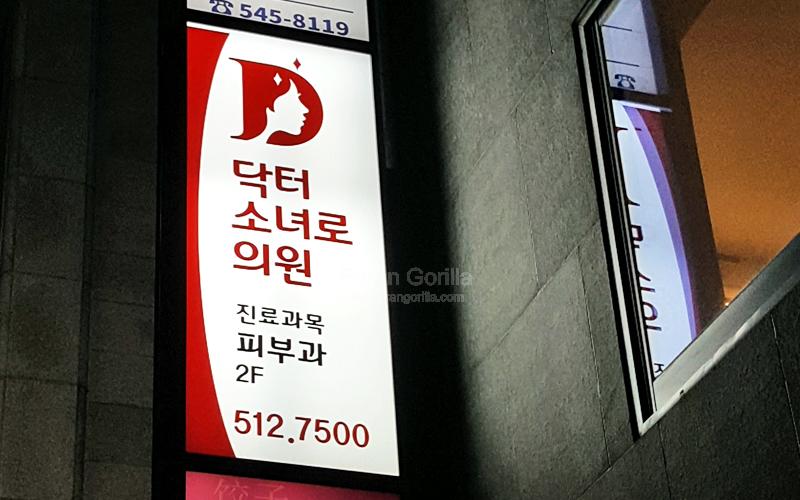 ☎ 545-8119
닥터
소녀로
의원
진료과목
피부과
2F
512.7500
Gorilla